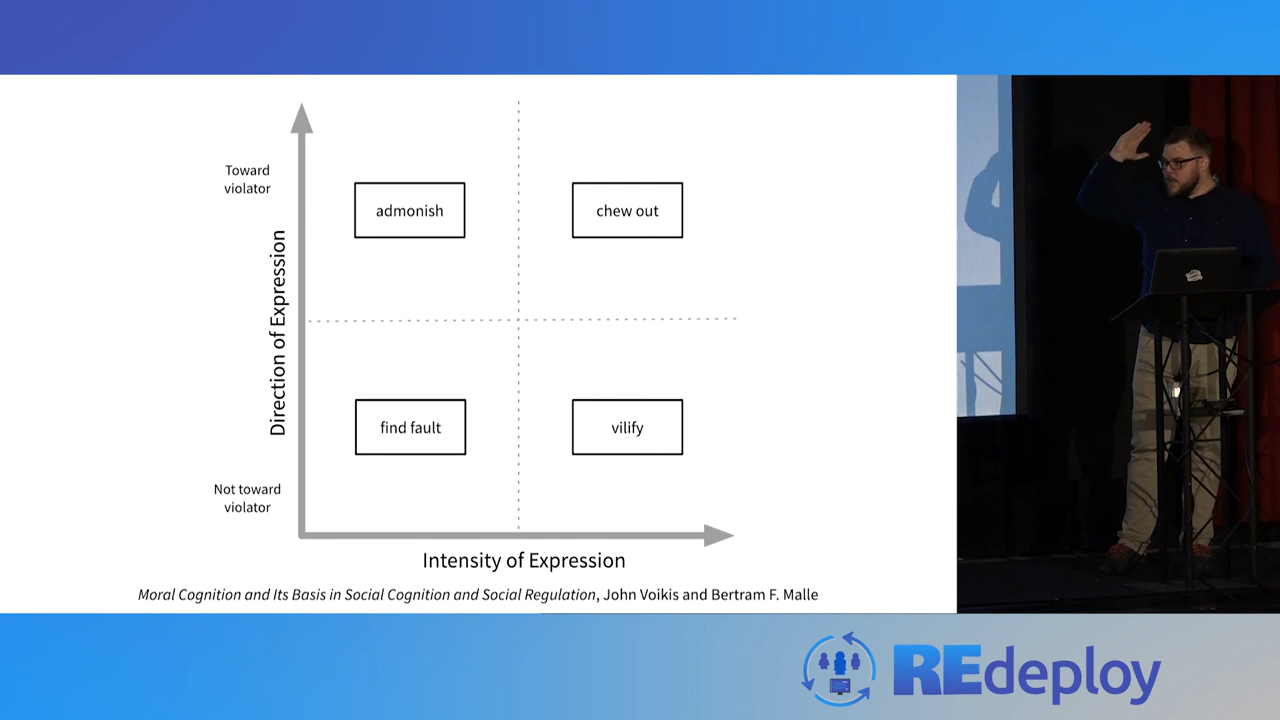 Toward
violator
admonish
chew out
Direction of Expression
find fault
vilify
Not toward
violator
Intensity of Expression
Moral Cognition and Its Basis in Social Cognition and Social Regulation, John Voikis and Bertram F. Malle
REdeploy